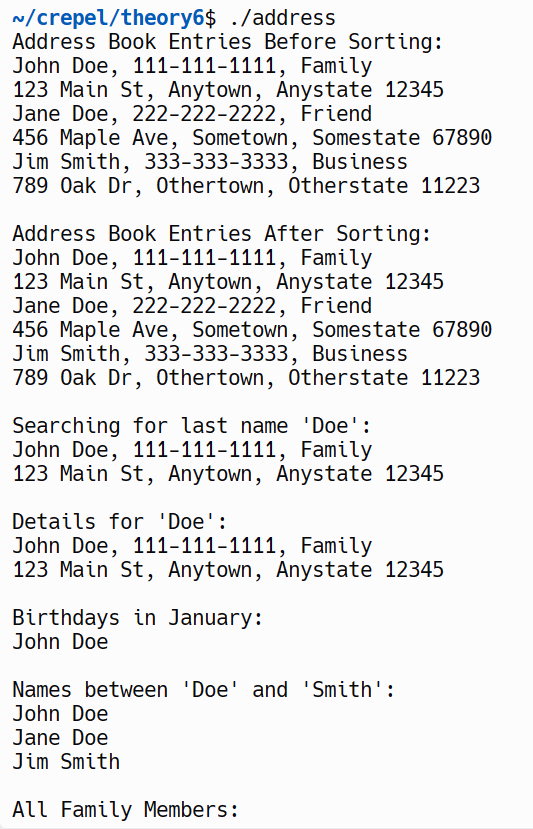 ~/crepel/theory6$ ./address
Address Book Entries Before Sorting:
John Doe, 111-111-1111, Family
123 Main St, Anytown, Anystate 12345
Jane Doe, 222-222-2222, Friend
456 Maple Ave, Sometown, Somestate 67890
Jim Smith, 333-333-3333, Business
789 Oak Dr, Othertown, Otherstate 11223

Address Book Entries After Sorting:
John Doe, 111-111-1111, Family
123 Main St, Anytown, Anystate 12345
Jane Doe, 222-222-2222, Friend
456 Maple Ave, Sometown, Somestate 67890
Jim Smith, 333-333-3333, Business
789 Oak Dr, Othertown, Otherstate 11223

Searching for last name 'Doe':
John Doe, 111-111-1111, Family
123 Main St, Anytown, Anystate 12345

Details for 'Doe':
John Doe, 111-111-1111, Family
123 Main St, Anytown, Anystate 12345

Birthdays in January:
John Doe

Names between 'Doe' and 'Smith':
John Doe
Jane Doe
Jim Smith

All Family Members: